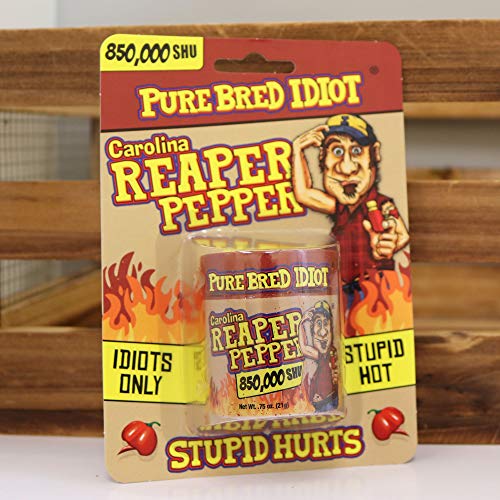 850,000 SHU
PURE BRED IDIOT
®
Carolina
REAPER
PEPPER
PURE BRED IDIOT
Carolina
REAPER
PEPPER
850,000 SHU
Net WT. .75 oz. (21g)
IDIOTS
ONLY
STUPID
HOT
STUPID HURTS